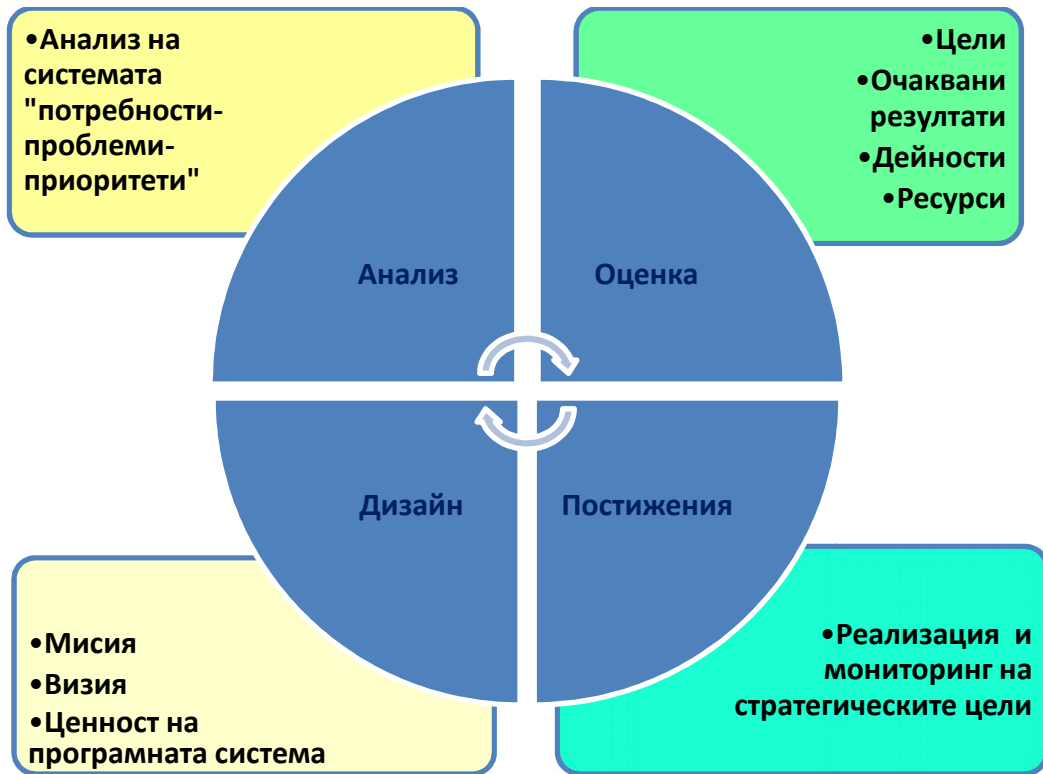 •Анализ на
системата
"потребности-
проблеми-
приоритети"
•Цели
•Очаквани
резултати
•Дейности
•Ресурси
Анализ
Оценка
Дизайн
Постижения
•Мисия
•Визия
•Ценност на
програмната система
•Реализация и
мониторинг на
стратегическите цели